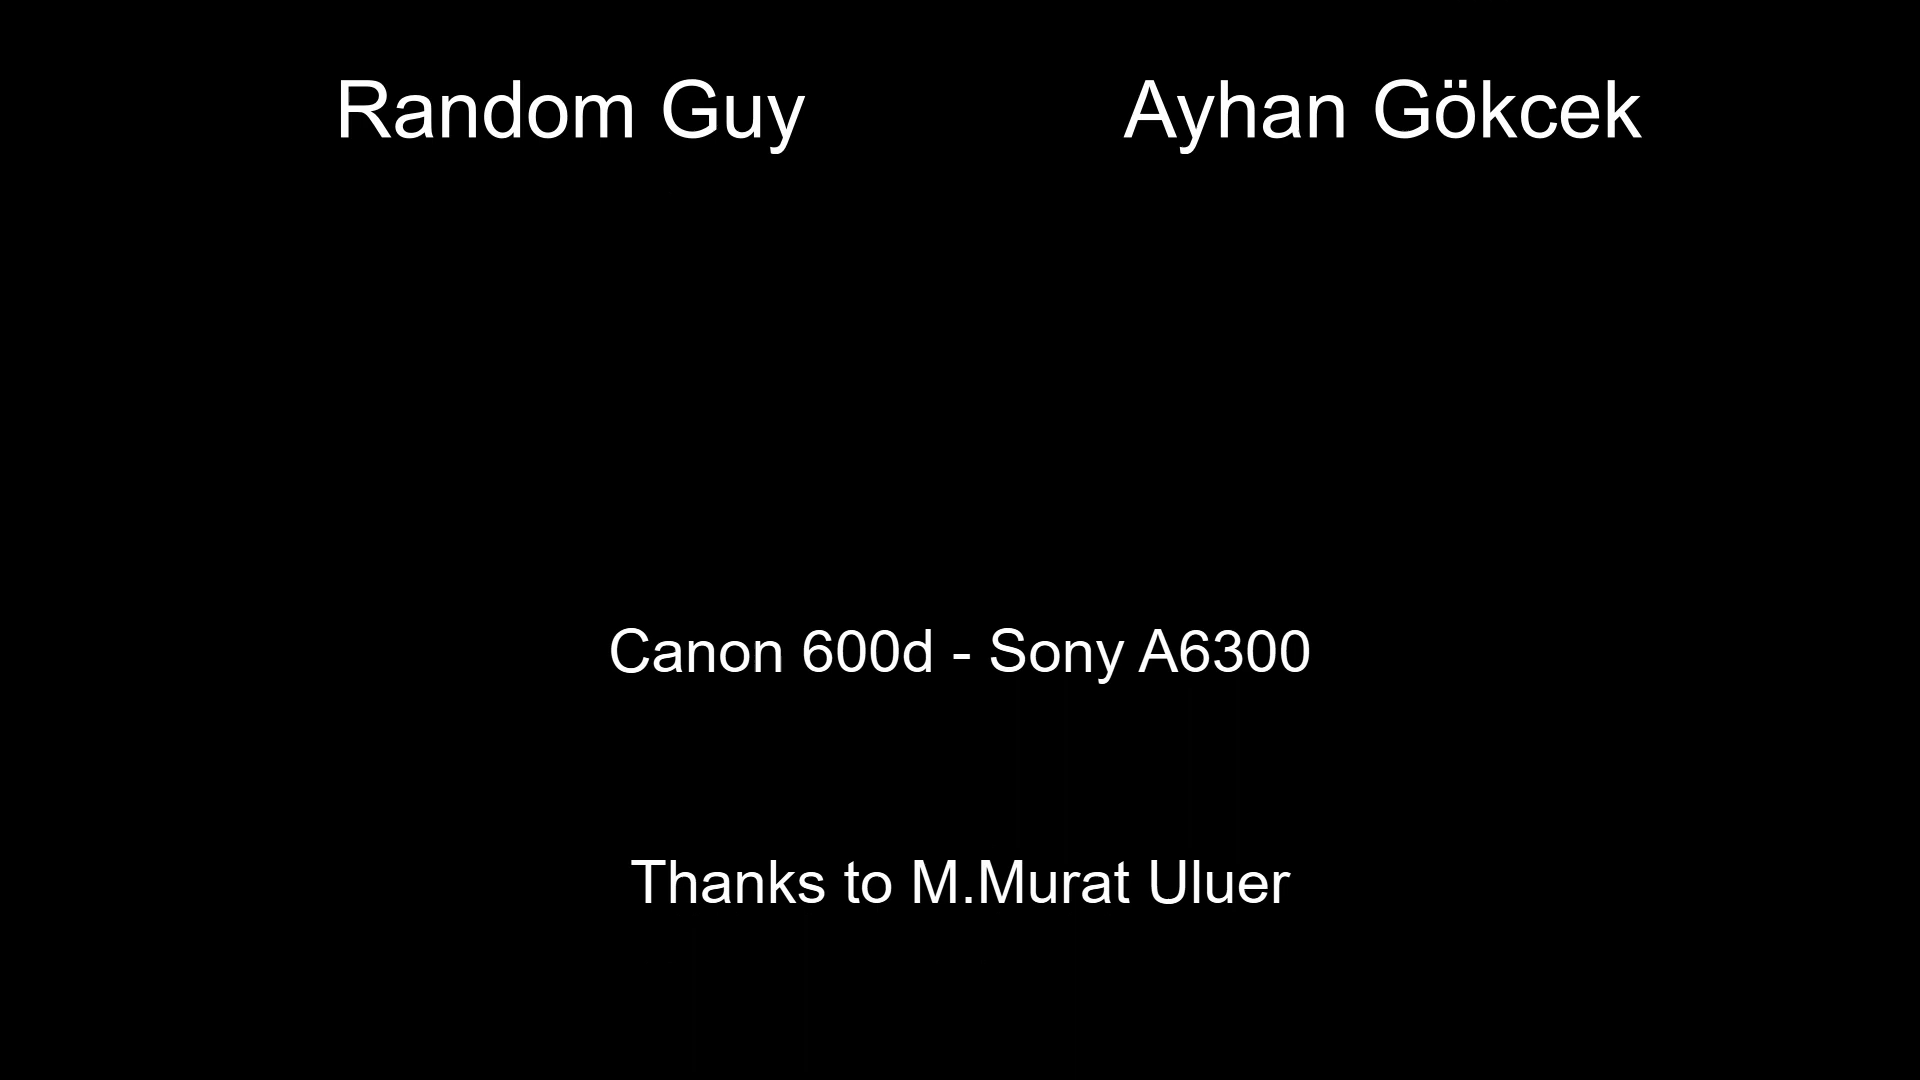 Random Guy Ayhan Gökcek
Canon 600d - Sony A6300
Thanks to M.Murat Uluer